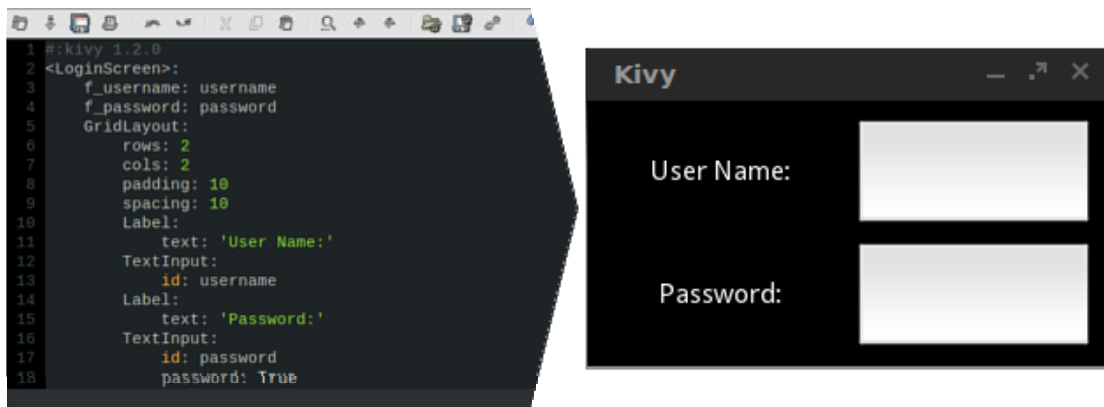 1 #:kivy 1.2.0
2 <LoginScreen>:
3 f_username: username
4 f_password: password
5 GridLayout:
6 rows: 2
7 cols: 2
8 padding: 10
9 spacing: 10
10 Label:
11 text: 'User Name:'
12 TextInput:
13 id: username
14 Label:
15 text: 'Password:'
16 TextInput:
17 id: password
18 password: True
Kivy
User Name:
Password: